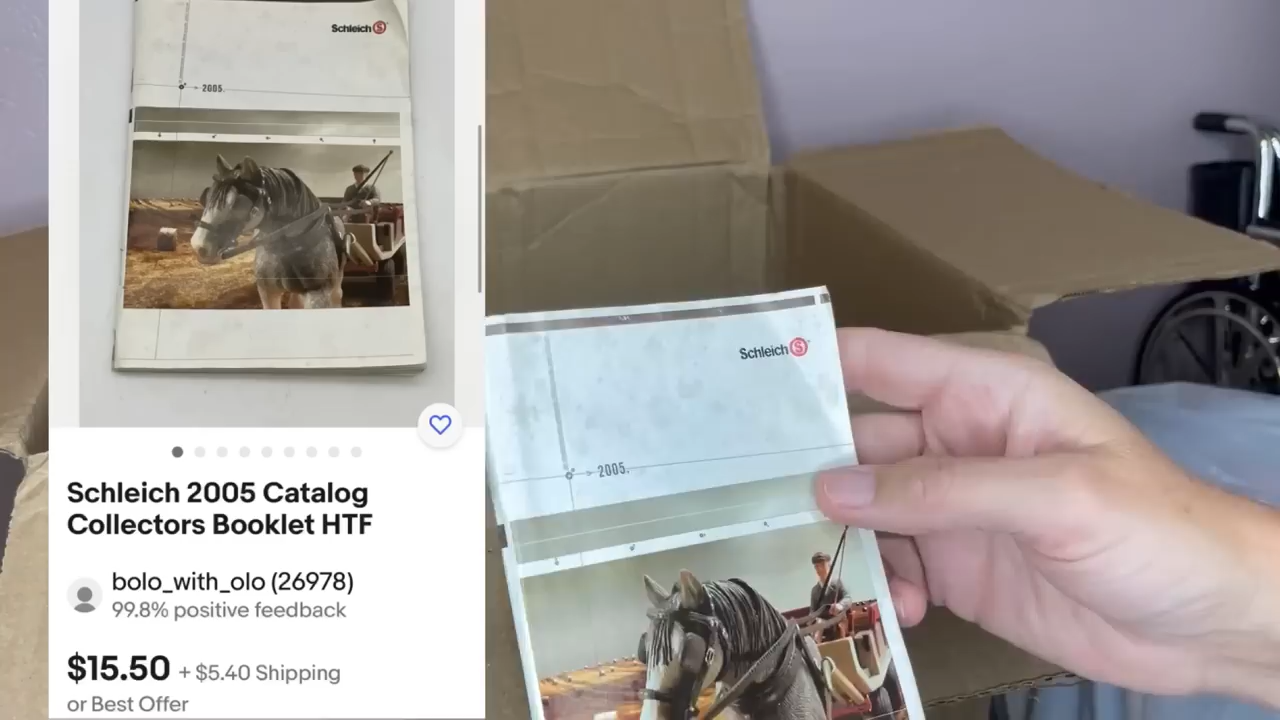 Schleich S
2005.
Schleich 2005 Catalog
Collectors Booklet HTF
bolo_with_olo (26978)
99.8% positive feedback
$15.50 + $5.40 Shipping
or Best Offer
Schleich S
2005.